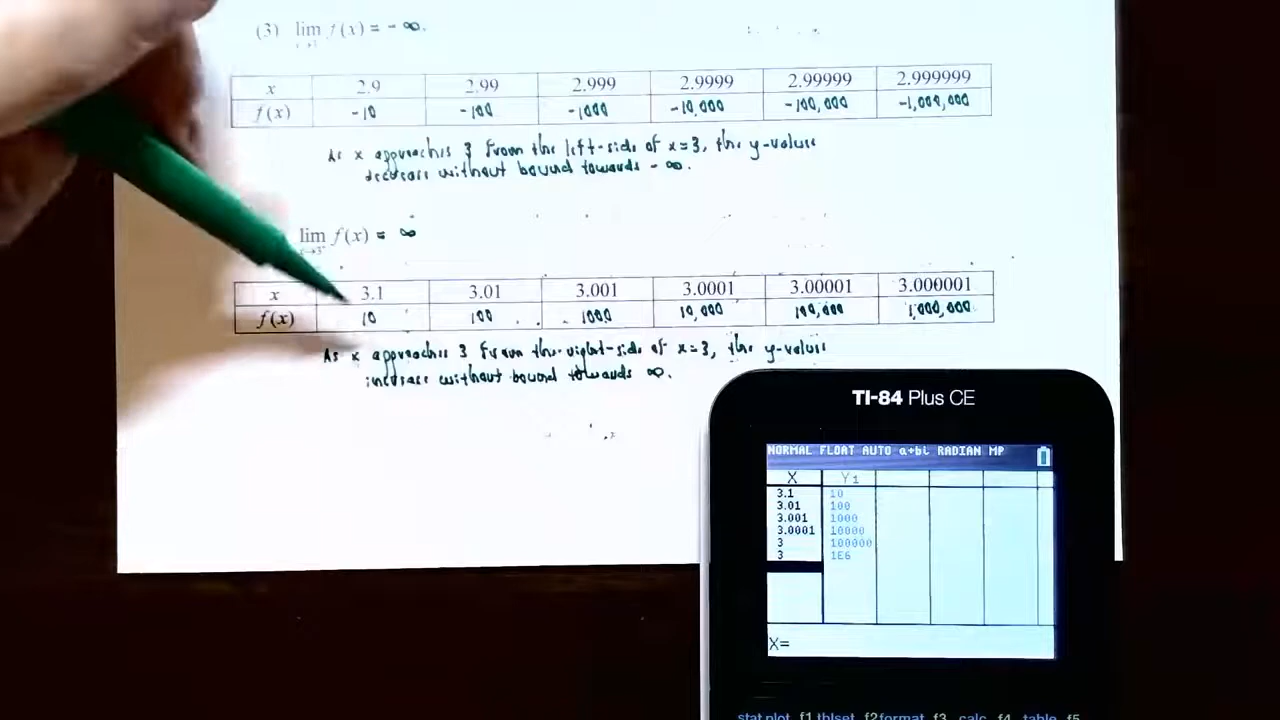 (3) lim f(x) = -∞.
x 2.9 2.99 2.999 2.9999 2.99999 2.999999
f(x) -10 -100 -1000 -10,000 -100,000 -1,000,000
As x approaches 3 from the left-side of x=3, the y-values
decrease without bound towards -∞.
lim f(x) = ∞
x→3⁺
x 3.1 3.01 3.001 3.0001 3.00001 3.000001
f(x) 10 100 1000 10,000 100,000 1,000,000
As x approaches 3 from the right-side of x=3, the y-values
increase without bound towards ∞.
TI-84 Plus CE
NORMAL FLOAT AUTO a+bi RADIAN MP
X Y1
3.1 10
3.01 100
3.001 1000
3.0001 10000
3 100000
3 1E6
X=
stat plot f1 tblset f2 format f3 calc f4 table f5